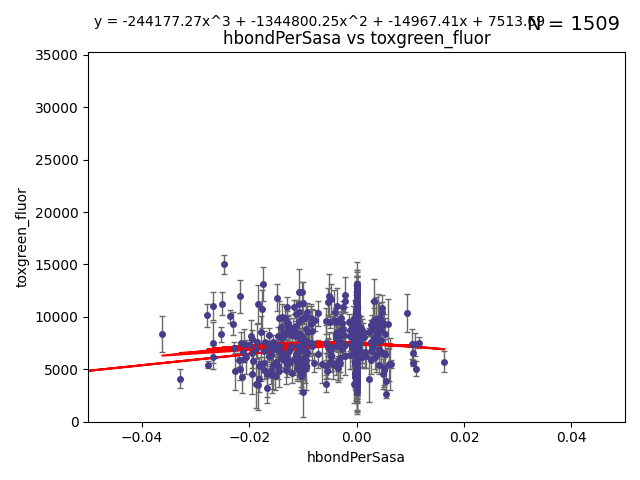 y = -244177.27x^3 + -1344800.25x^2 + -14967.41x + 7513.69
N = 1509
hbondPerSasa vs toxgreen_fluor
35000
30000
25000
20000
15000
10000
5000
0
toxgreen_fluor
−0.04 −0.02 0.00 0.02 0.04
hbondPerSasa